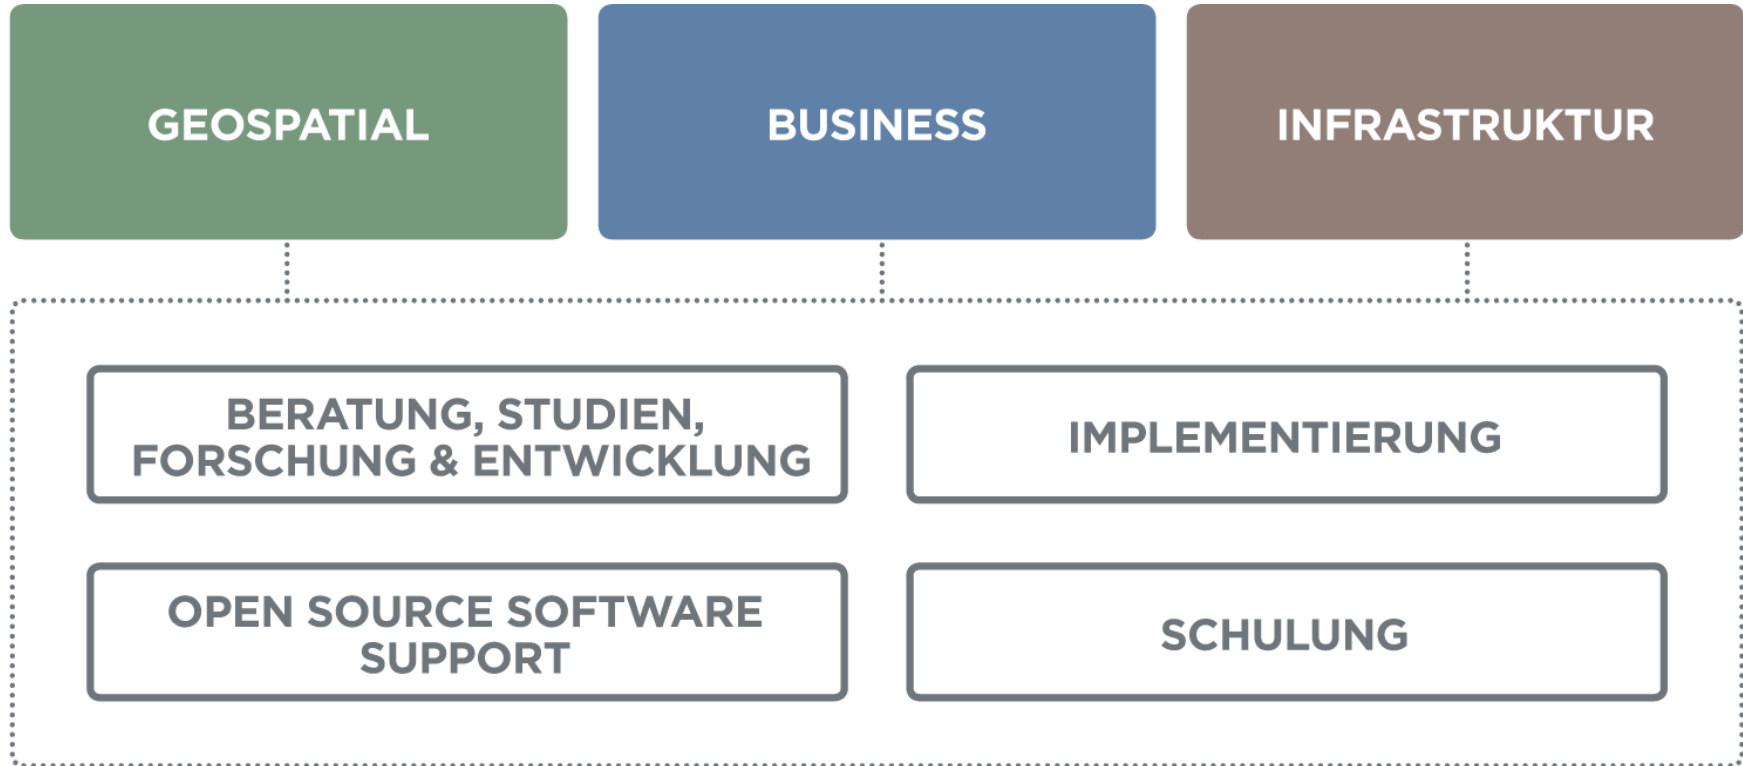 GEOSPATIAL
BUSINESS
INFRASTRUKTUR
BERATUNG, STUDIEN,
FORSCHUNG & ENTWICKLUNG
IMPLEMENTIERUNG
OPEN SOURCE SOFTWARE
SUPPORT
SCHULUNG